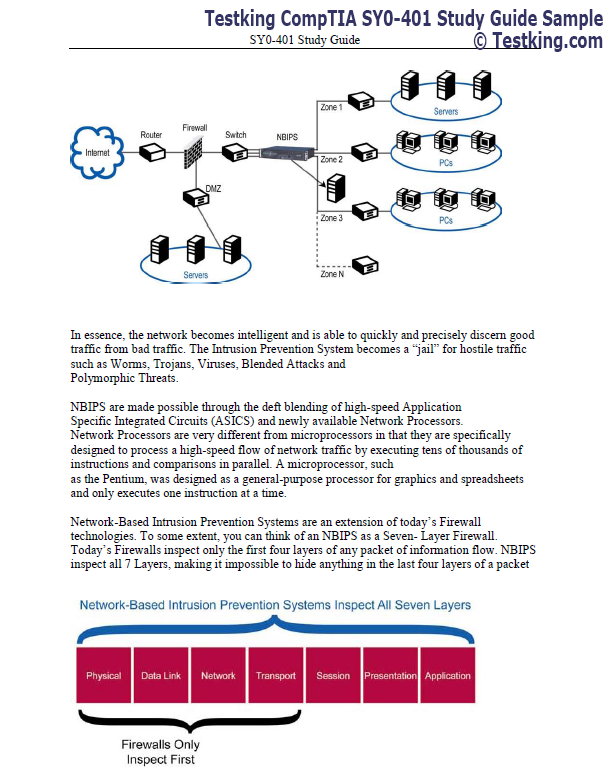 Testking CompTIA SY0-401 Study Guide Sample
SY0-401 Study Guide
© Testking.com
Zone 1
Servers
Internet
Router
Firewall
Switch
NBIPS
Zone 2
PCs
DMZ
Zone 3
PCs
Servers
Zone N
In essence, the network becomes intelligent and is able to quickly and precisely discern good
traffic from bad traffic. The Intrusion Prevention System becomes a “jail” for hostile traffic
such as Worms, Trojans, Viruses, Blended Attacks and
Polymorphic Threats.
NBIPS are made possible through the deft blending of high-speed Application
Specific Integrated Circuits (ASICS) and newly available Network Processors.
Network Processors are very different from microprocessors in that they are specifically
designed to process a high-speed flow of network traffic by executing tens of thousands of
instructions and comparisons in parallel. A microprocessor, such
as the Pentium, was designed as a general-purpose processor for graphics and spreadsheets
and only executes one instruction at a time.
Network-Based Intrusion Prevention Systems are an extension of today’s Firewall
technologies. To some extent, you can think of an NBIPS as a Seven- Layer Firewall.
Today’s Firewalls inspect only the first four layers of any packet of information flow. NBIPS
inspect all 7 Layers, making it impossible to hide anything in the last four layers of a packet
Network-Based Intrusion Prevention Systems Inspect All Seven Layers
Physical
Data Link
Network
Transport
Session
Presentation
Application
Firewalls Only
Inspect First